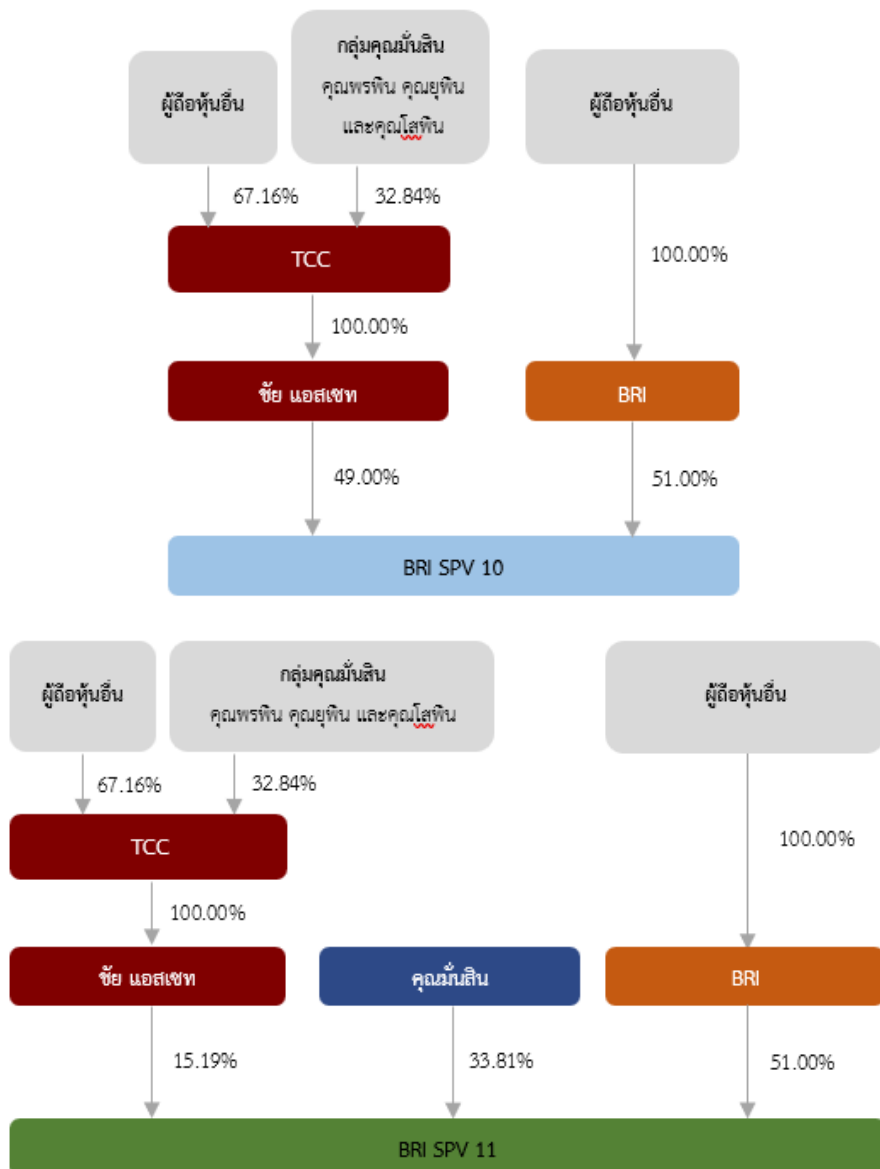 กลุ่มคุณมั่นสิน
คุณพรพิน คุณยุพิน
และคุณโสพิน
ผู้ถือหุ้นอื่น
ผู้ถือหุ้นอื่น
67.16%
32.84%
TCC
100.00%
100.00%
ชัย แอสเซท
BRI
49.00%
51.00%
BRI SPV 10
ผู้ถือหุ้นอื่น
กลุ่มคุณมั่นสิน
คุณพรพิน คุณยุพิน และคุณโสพิน
ผู้ถือหุ้นอื่น
67.16%
32.84%
TCC
100.00%
100.00%
ชัย แอสเซท
คุณมั่นสิน
BRI
15.19%
33.81%
51.00%
BRI SPV 11